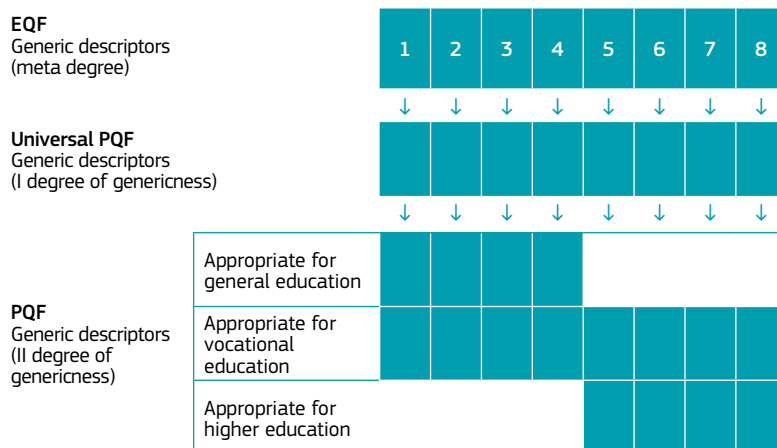 EQF
Generic descriptors
(meta degree)
1 2 3 4 5 6 7 8
↓ ↓ ↓ ↓ ↓ ↓ ↓ ↓
Universal PQF
Generic descriptors
(I degree of genericness)
↓ ↓ ↓ ↓ ↓ ↓ ↓ ↓
PQF
Generic descriptors
(II degree of
genericness)
Appropriate for
general education
Appropriate for
vocational
education
Appropriate for
higher education